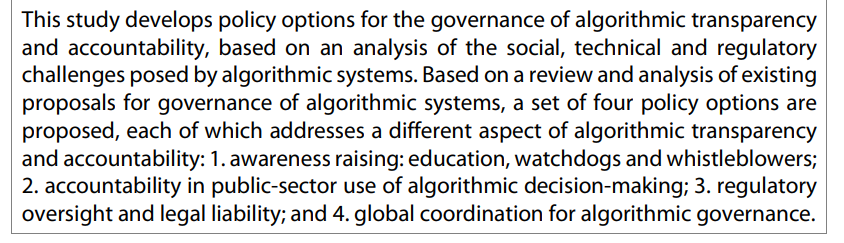 This study develops policy options for the governance of algorithmic transparency
and accountability, based on an analysis of the social, technical and regulatory
challenges posed by algorithmic systems. Based on a review and analysis of existing
proposals for governance of algorithmic systems, a set of four policy options are
proposed, each of which addresses a different aspect of algorithmic transparency
and accountability: 1. awareness raising: education, watchdogs and whistleblowers;
2. accountability in public-sector use of algorithmic decision-making; 3. regulatory
oversight and legal liability; and 4. global coordination for algorithmic governance.